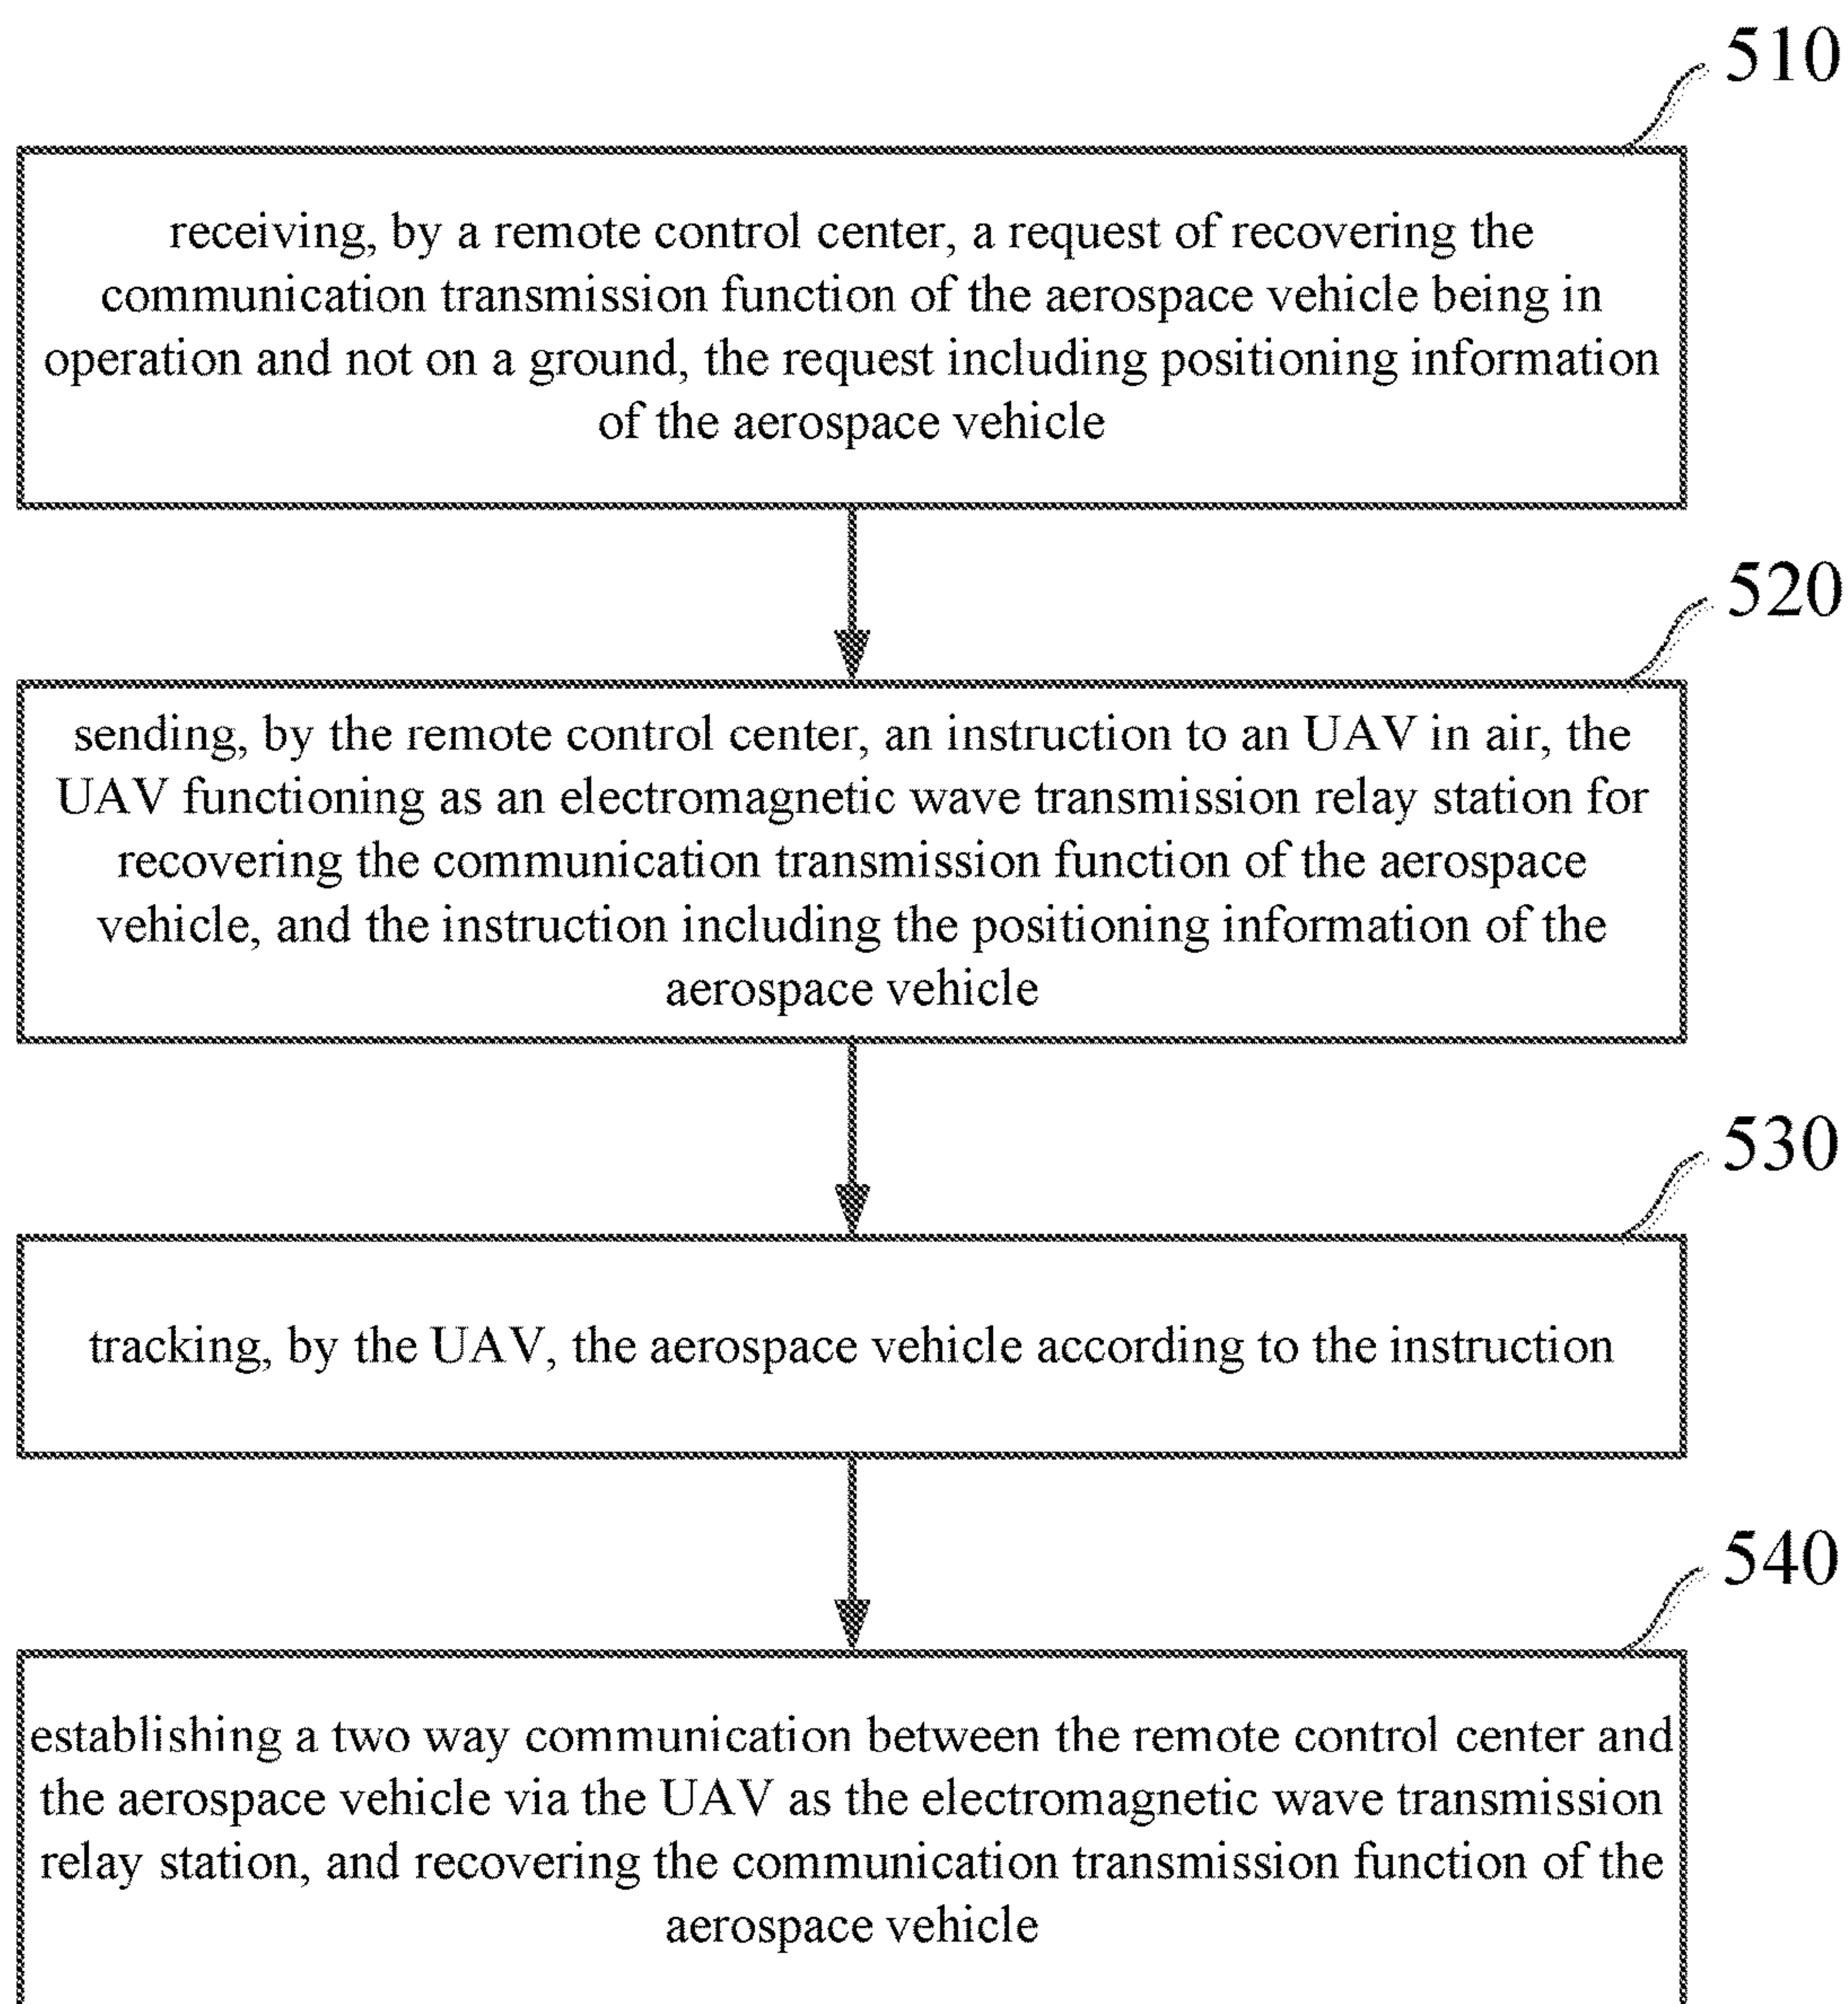 510
receiving, by a remote control center, a request of recovering the
communication transmission function of the aerospace vehicle being in
operation and not on a ground, the request including positioning information
of the aerospace vehicle
520
sending, by the remote control center, an instruction to an UAV in air, the
UAV functioning as an electromagnetic wave transmission relay station for
recovering the communication transmission function of the aerospace
vehicle, and the instruction including the positioning information of the
aerospace vehicle
530
tracking, by the UAV, the aerospace vehicle according to the instruction
540
establishing a two way communication between the remote control center and
the aerospace vehicle via the UAV as the electromagnetic wave transmission
relay station, and recovering the communication transmission function of the
aerospace vehicle